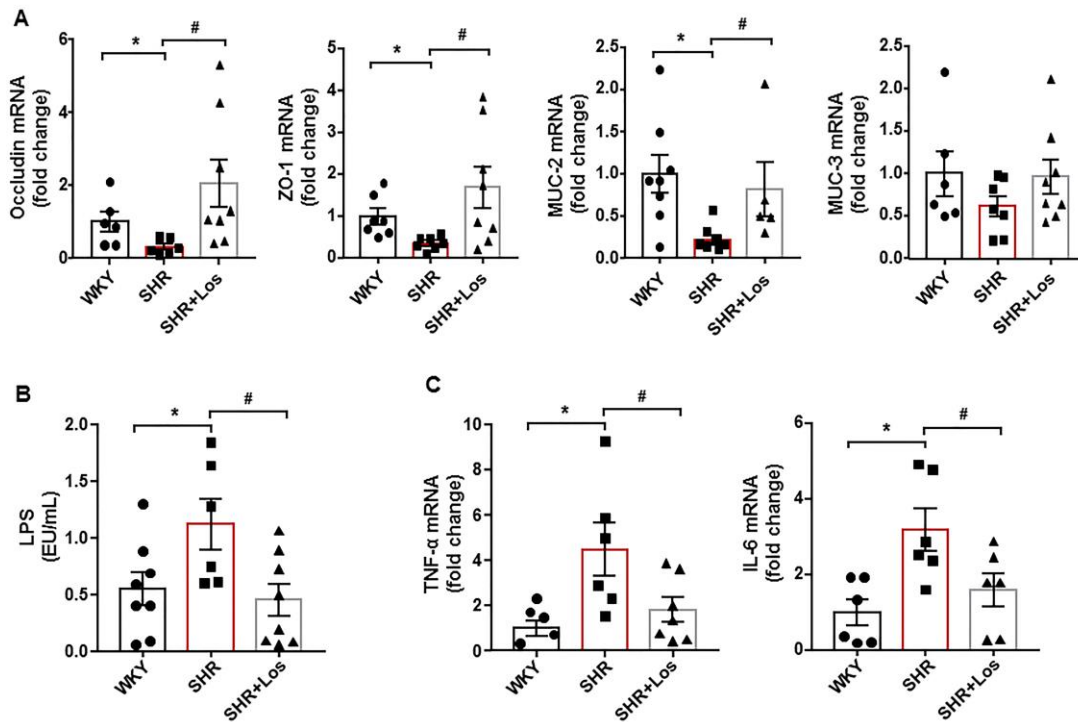 A
Occludin mRNA
(fold change)
6
4
2
0
*
#
WKY
SHR
SHR+Los
ZO-1 mRNA
(fold change)
5
4
3
2
1
0
*
#
WKY
SHR
SHR+Los
MUC-2 mRNA
(fold change)
2.5
2.0
1.5
1.0
0.5
0.0
*
#
WKY
SHR
SHR+Los
MUC-3 mRNA
(fold change)
2.5
2.0
1.5
1.0
0.5
0.0
WKY
SHR
SHR+Los
B
LPS
(EU/mL)
2.0
1.5
1.0
0.5
0.0
*
#
WKY
SHR
SHR+Los
C
TNF-α mRNA
(fold change)
10
8
6
4
2
0
*
#
WKY
SHR
SHR+Los
IL-6 mRNA
(fold change)
6
4
2
0
*
#
WKY
SHR
SHR+Los